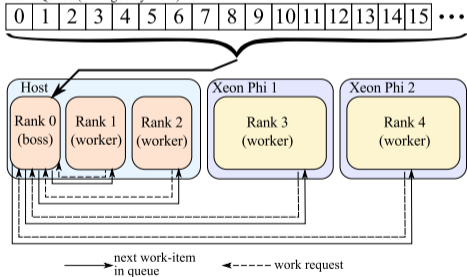 0 1 2 3 4 5 6 7 8 9 10 11 12 13 14 15 •••
Host
Xeon Phi 1
Xeon Phi 2
Rank 0
(boss)
Rank 1
(worker)
Rank 2
(worker)
Rank 3
(worker)
Rank 4
(worker)
next work-item
in queue
work request